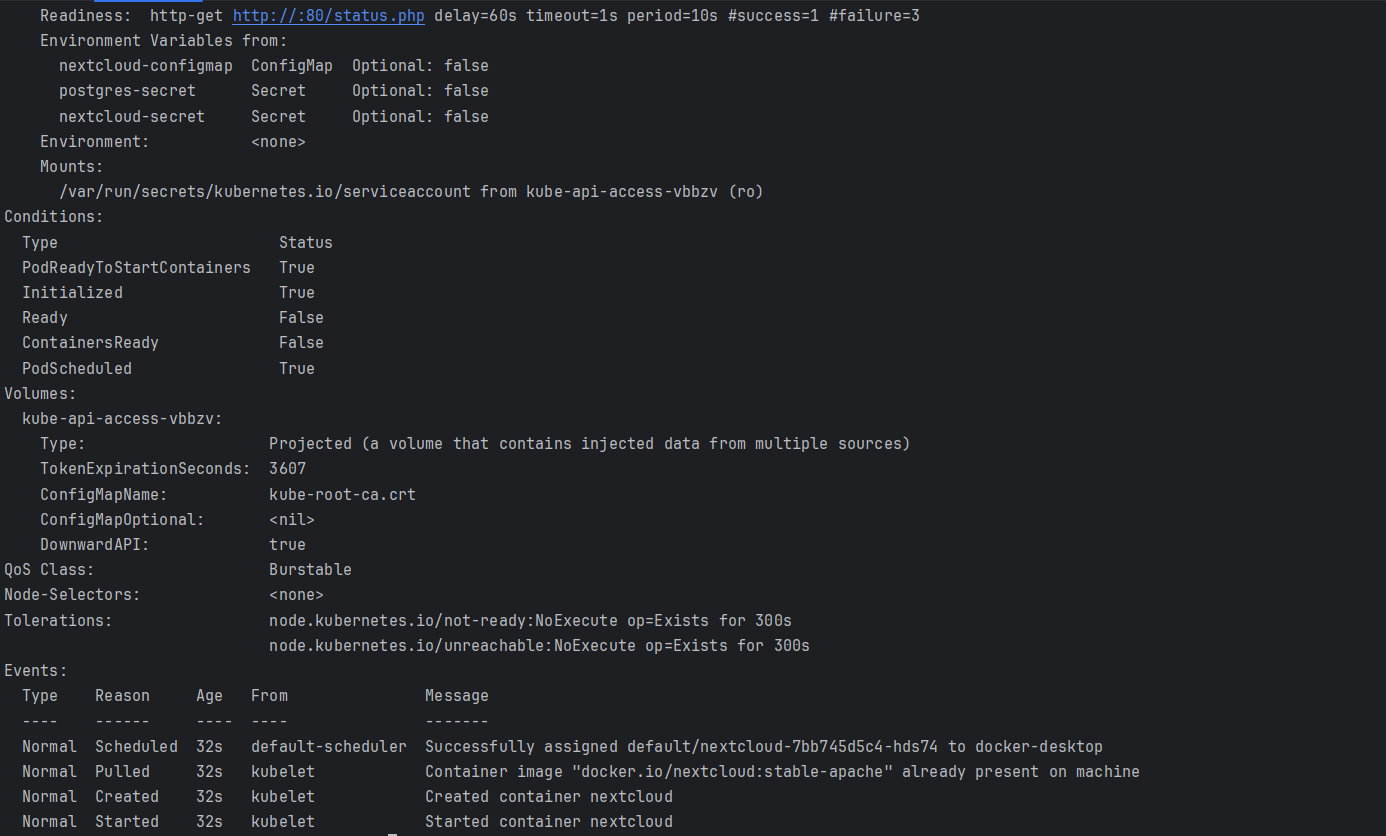 Readiness:  http-get http://:80/status.php delay=60s timeout=1s period=10s #success=1 #failure=3
Environment Variables from:
nextcloud-configmap  ConfigMap  Optional: false
postgres-secret      Secret     Optional: false
nextcloud-secret     Secret     Optional: false
Environment:           <none>
Mounts:
/var/run/secrets/kubernetes.io/serviceaccount from kube-api-access-vbbzv (ro)
Conditions:
Type                        Status
PodReadyToStartContainers   True
Initialized                 True
Ready                       False
ContainersReady             False
PodScheduled                True
Volumes:
kube-api-access-vbbzv:
Type:                    Projected (a volume that contains injected data from multiple sources)
TokenExpirationSeconds:  3607
ConfigMapName:           kube-root-ca.crt
ConfigMapOptional:       <nil>
DownwardAPI:             true
QoS Class:                   Burstable
Node-Selectors:              <none>
Tolerations:                 node.kubernetes.io/not-ready:NoExecute op=Exists for 300s
node.kubernetes.io/unreachable:NoExecute op=Exists for 300s
Events:
Type    Reason     Age   From               Message
----    ------     ----  ----               -------
Normal  Scheduled  32s   default-scheduler  Successfully assigned default/nextcloud-7bb745d5c4-hds74 to docker-desktop
Normal  Pulled     32s   kubelet            Container image "docker.io/nextcloud:stable-apache" already present on machine
Normal  Created    32s   kubelet            Created container nextcloud
Normal  Started    32s   kubelet            Started container nextcloud